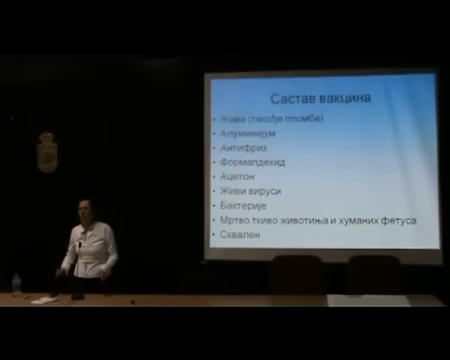 Састав вакцина
• Жива (такође пломбе)
• Алуминијум
• Антифриз
• Формалдехид
• Ацетон
• Живи вируси
• Бактерије
• Мртво ткиво животиња и хуманих фетуса
• Сквален